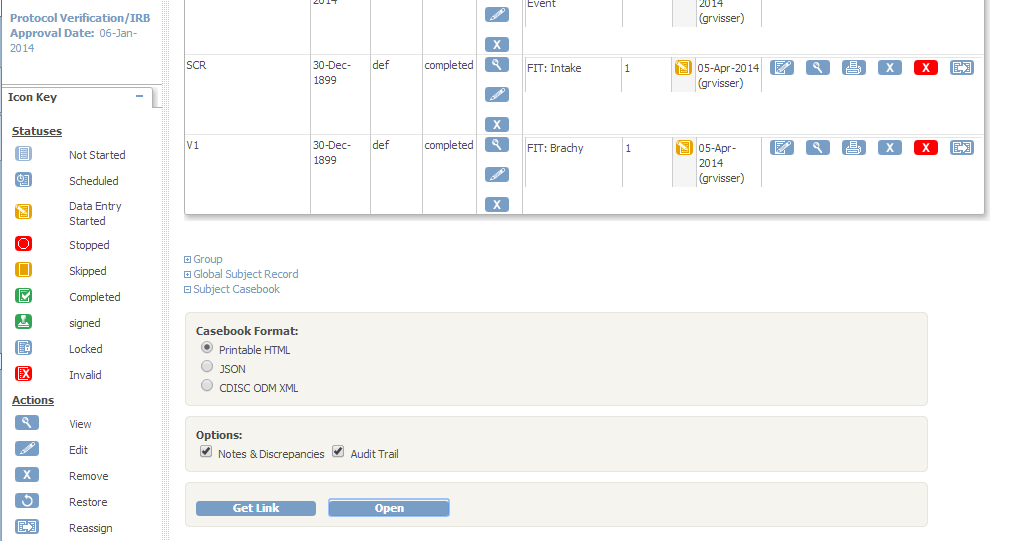 Protocol Verification/IRB
Approval Date: 06-Jan-
2014
Icon Key
Statuses
Not Started
Scheduled
Data Entry
Started
Stopped
Skipped
Completed
signed
Locked
Invalid
Actions
View
Edit
X Remove
Restore
Reassign
2014 Event 2014
(grvisser)
X
SCR 30-Dec- def completed FIT: Intake 1 05-Apr-2014 X X
1899 (grvisser)
X
V1 30-Dec- def completed FIT: Brachy 1 05-Apr- X X
1899 2014
(grvisser)
X
Group
Global Subject Record
Subject Casebook
Casebook Format:
Printable HTML
JSON
CDISC ODM XML
Options:
Notes & Discrepancies Audit Trail
Get Link Open